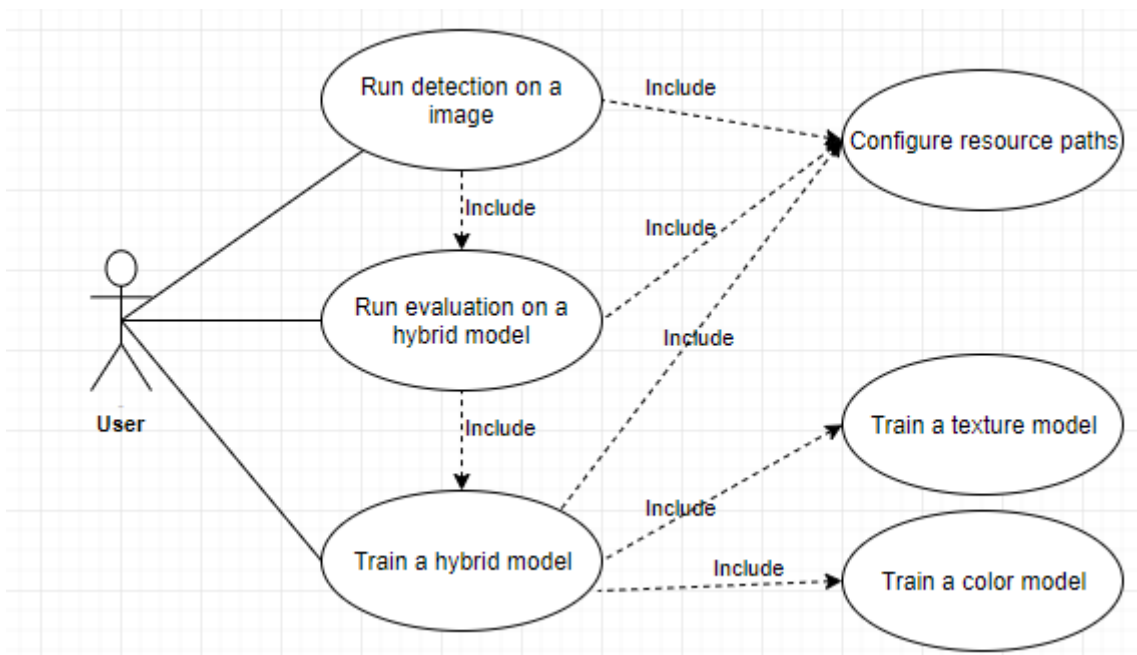 Run detection on a
image
Include
Configure resource paths
Include
Include
Run evaluation on a
hybrid model
Include
User
Include
Train a texture model
Include
Train a hybrid model
Include
Train a color model